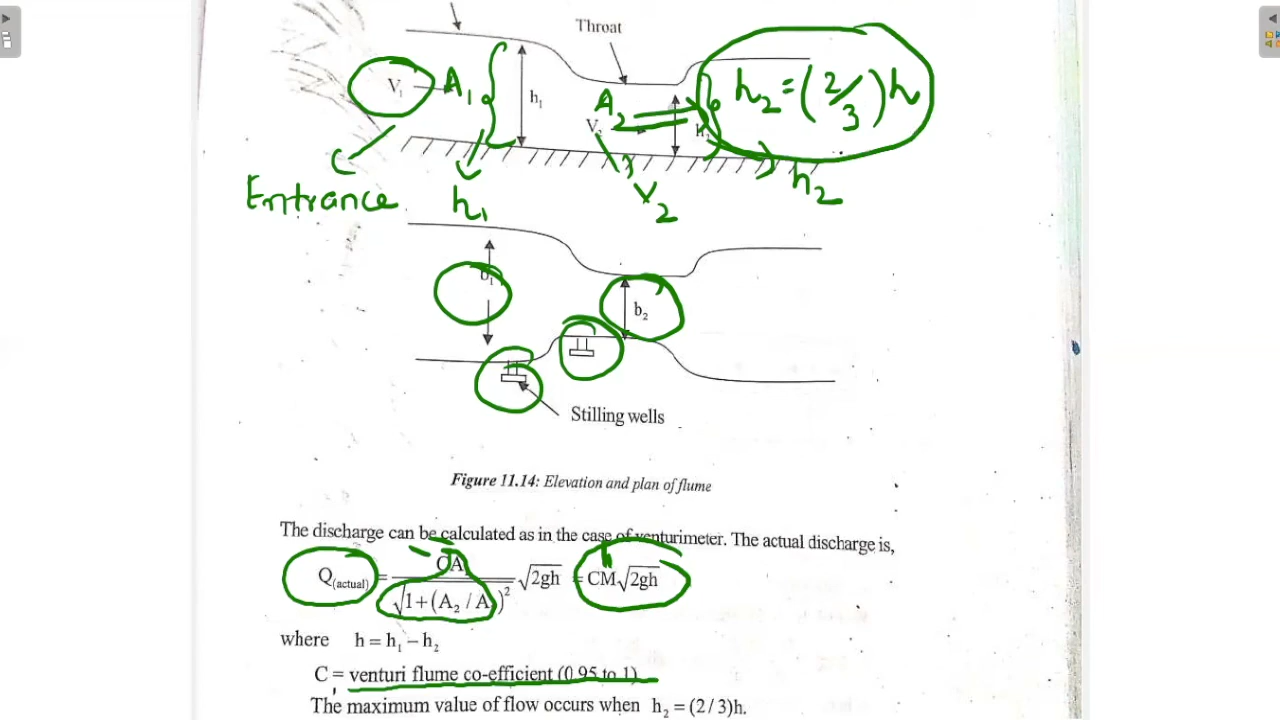 Throat
V₁ A₁ h₁ A₂ h₂ = (2/3) h
V₂
Entrance h₁ V₂ h₂
b₁
b₂
Stilling wells
Figure 11.14: Elevation and plan of flume
The discharge can be calculated as in the case of venturimeter. The actual discharge is,
Q(actual) = CA / √1+(A₂ / A )² √2gh = CM√2gh
where h = h₁ − h₂
C = venturi flume co-efficient (0.95 to 1)
The maximum value of flow occurs when h₂ = (2/3)h.